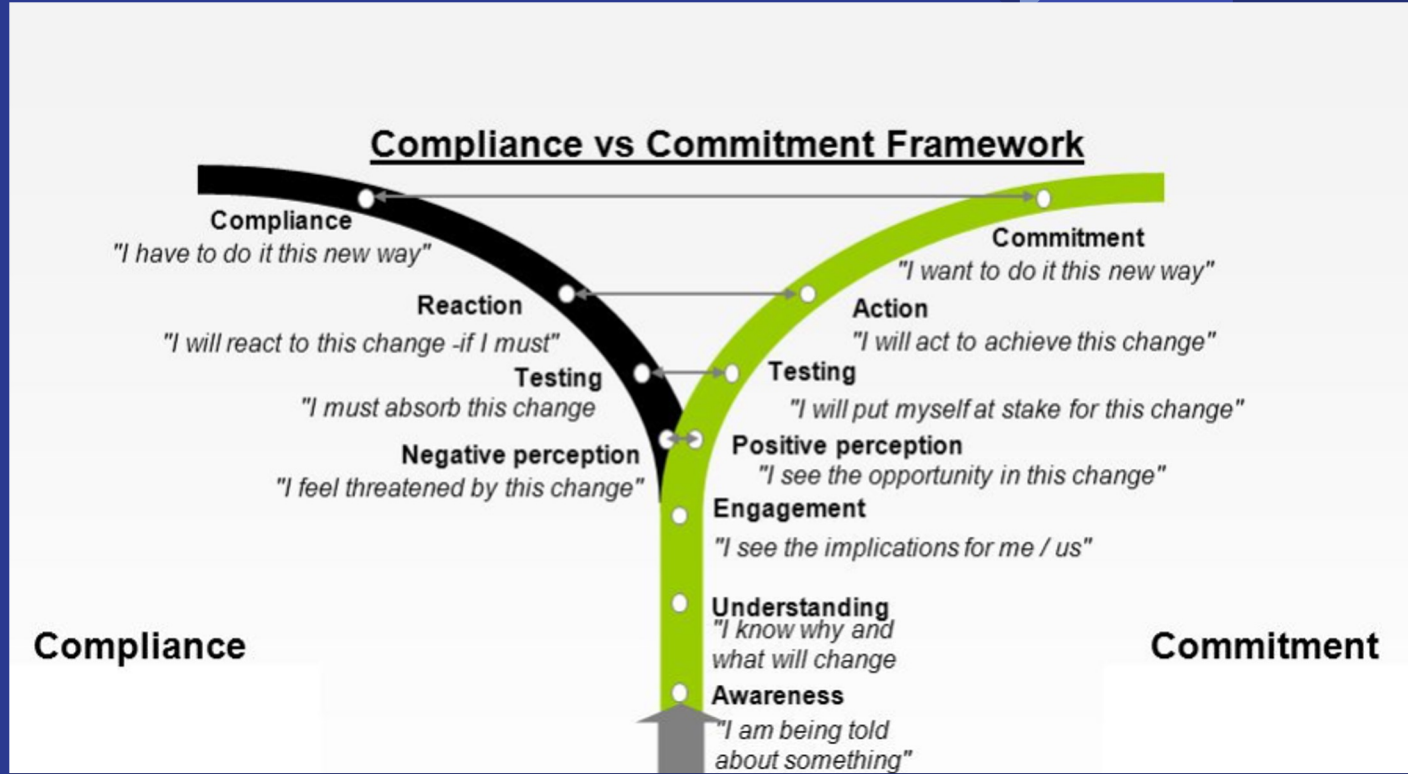 Compliance vs Commitment Framework
Compliance
"I have to do it this new way"
Commitment
"I want to do it this new way"
Reaction
"I will react to this change -if I must"
Action
"I will act to achieve this change"
Testing
"I must absorb this change
Testing
"I will put myself at stake for this change"
Negative perception
"I feel threatened by this change"
Positive perception
"I see the opportunity in this change"
Engagement
"I see the implications for me / us"
Understanding
"I know why and
what will change
Compliance
Commitment
Awareness
"I am being told
about something"